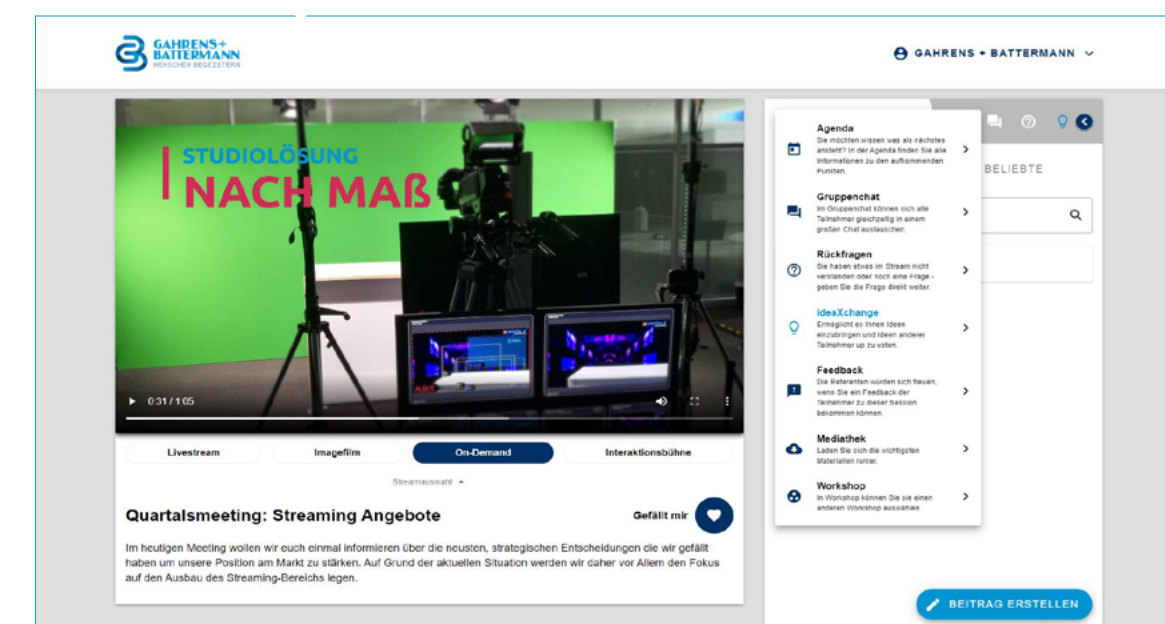 GAHRENS+
BATTERMANN
MENSCHEN BEGEISTERN
GAHRENS + BATTERMANN
STUDIOLÖSUNG
NACH MAẞ
0:31 / 1:05
Livestream
Imagefilm
On-Demand
Interaktionsbühne
Streamauswahl
Quartalsmeeting: Streaming Angebote
Gefällt mir
Im heutigen Meeting wollen wir euch einmal informieren über die neusten, strategischen Entscheidungen die wir gefällt
haben um unsere Position am Markt zu stärken. Auf Grund der aktuellen Situation werden wir daher vor Allem den Fokus
auf den Ausbau des Streaming-Bereichs legen.
Agenda
Sie möchten wissen was als nächstes
ansteht? In der Agenda finden Sie alle
Informationen zu den aufkommenden
Punkten.
Gruppenchat
Im Gruppenchat können sich alle
Teilnehmer gleichzeitig in einem
großen Chat austauschen.
Rückfragen
Sie haben etwas im Stream nicht
verstanden oder noch eine Frage -
geben Sie die Frage direkt weiter.
ideaXchange
Ermöglicht es Ihnen Ideen
einzubringen und Ideen anderer
Teilnehmer up zu voten.
Feedback
Die Referenten würden sich freuen,
wenn Sie ein Feedback der
Teilnehmer zu dieser Session
bekommen können.
Mediathek
Laden Sie sich die wichtigsten
Materialien runter.
Workshop
In Workshop können Sie sie einen
anderen Workshop auswählen.
BELIEBTE
BEITRAG ERSTELLEN